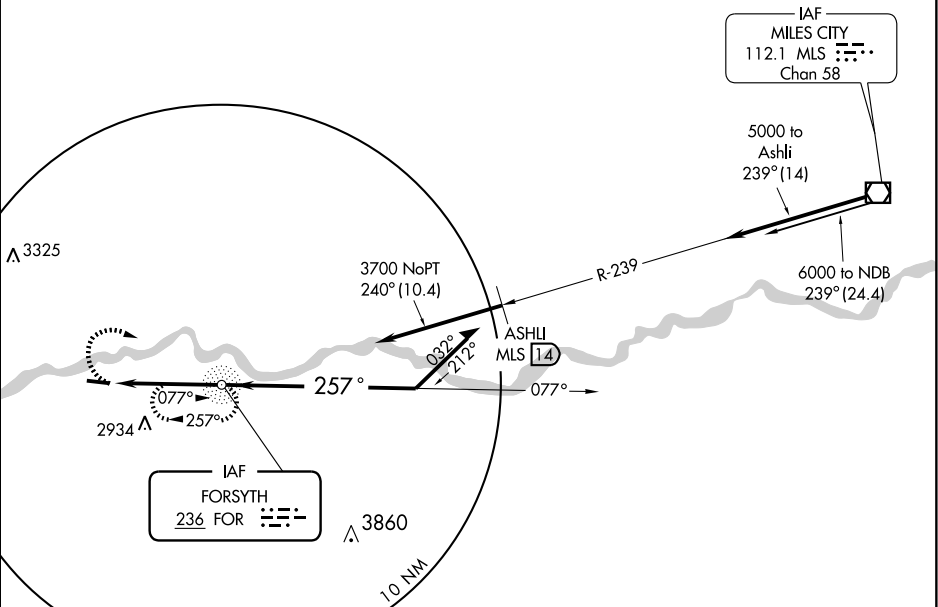 IAF
MILES CITY
112.1 MLS
Chan 58
5000 to
Ashli
239° (14)
6000 to NDB
239° (24.4)
R-239
3325
3700 NoPT
240° (10.4)
ASHLI
MLS 14
032°
212°
257°
077°
077°
257°
2934
IAF
FORSYTH
236 FOR
3860
10 NM